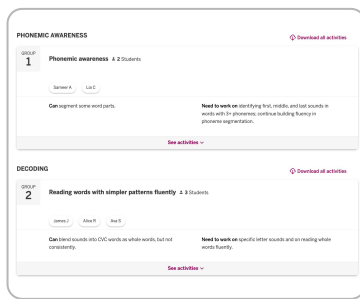 PHONEMIC AWARENESS
Download all activities
GROUP
1
Phonemic awareness 2 Students
Sameer A Lia C
Can segment some word parts.
Need to work on identifying first, middle, and last sounds in
words with 3+ phonemes; continue building fluency in
phoneme segmentation.
See activities
DECODING
Download all activities
GROUP
2
Reading words with simpler patterns fluently 3 Students
James J Alice R Ava S
Can blend sounds into CVC words as whole words, but not
consistently.
Need to work on specific letter sounds and on reading whole
words fluently.
See activities